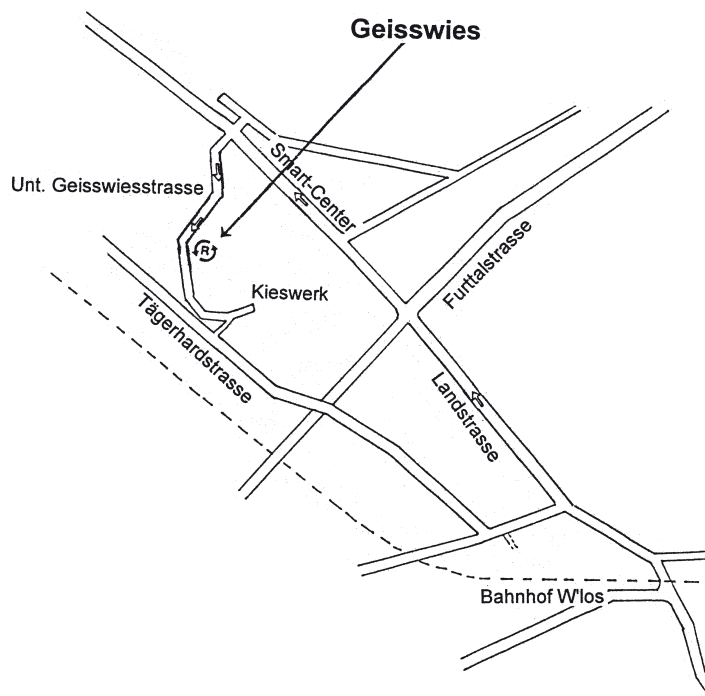 Geisswies
Smart-Center
Unt. Geisswiesstrasse
Furttalstrasse
R
Kieswerk
Tägerhardstrasse
Landstrasse
Bahnhof W'los